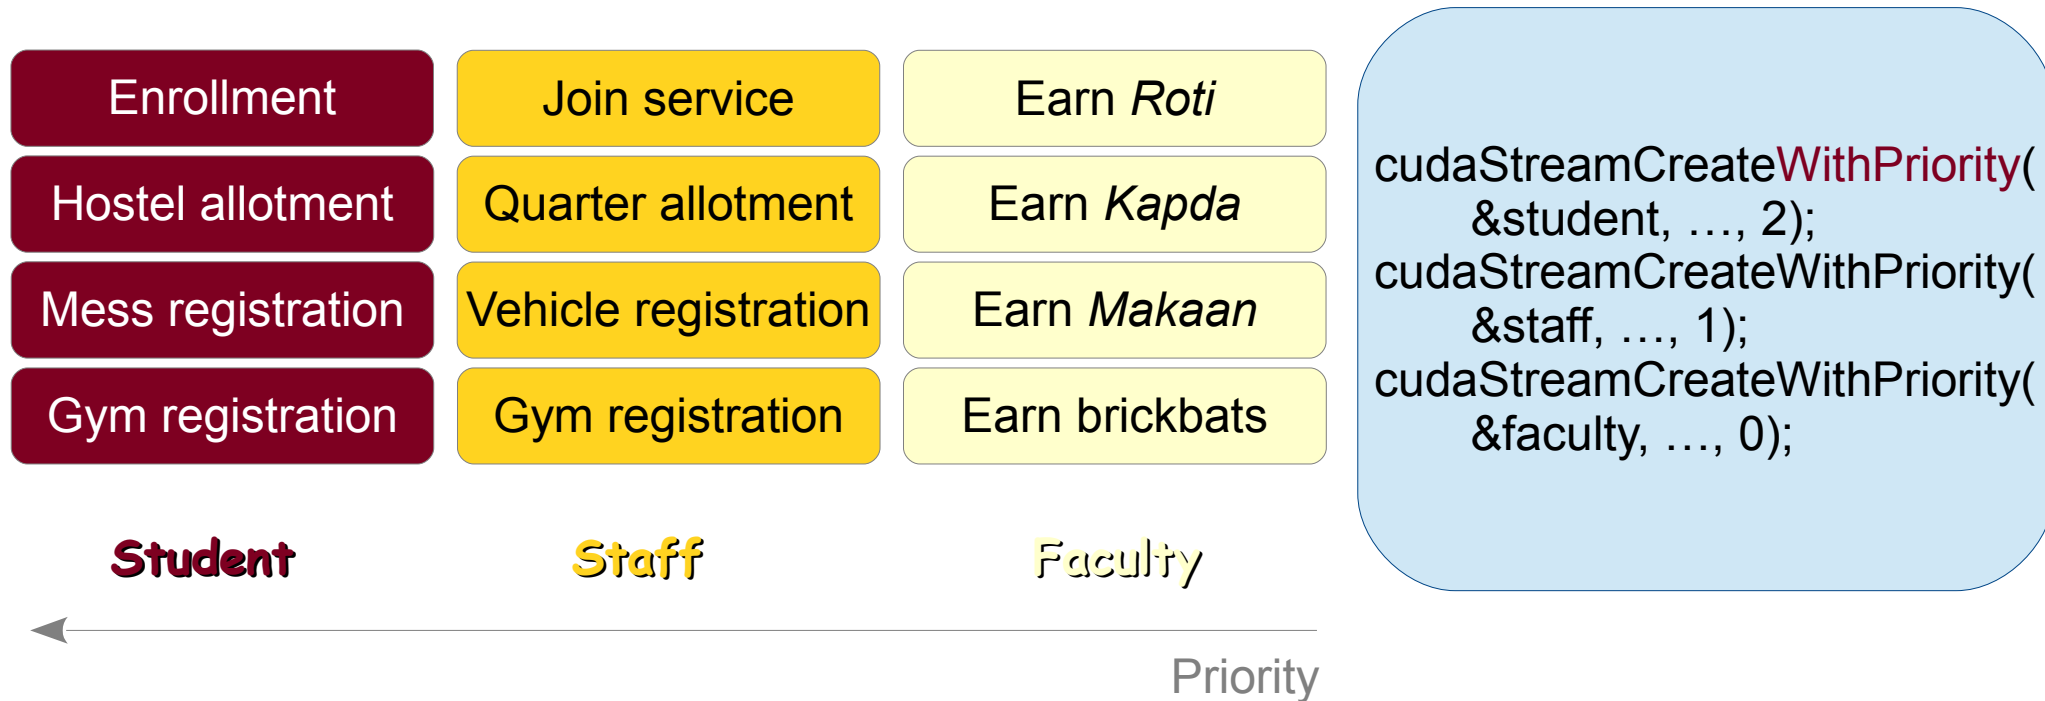 Enrollment
Hostel allotment
Mess registration
Gym registration
Student
Join service
Quarter allotment
Vehicle registration
Gym registration
Staff
Earn Roti
Earn Kapda
Earn Makaan
Earn brickbats
Faculty
Priority
cudaStreamCreateWithPriority(
&student, …, 2);
cudaStreamCreateWithPriority(
&staff, …, 1);
cudaStreamCreateWithPriority(
&faculty, …, 0);